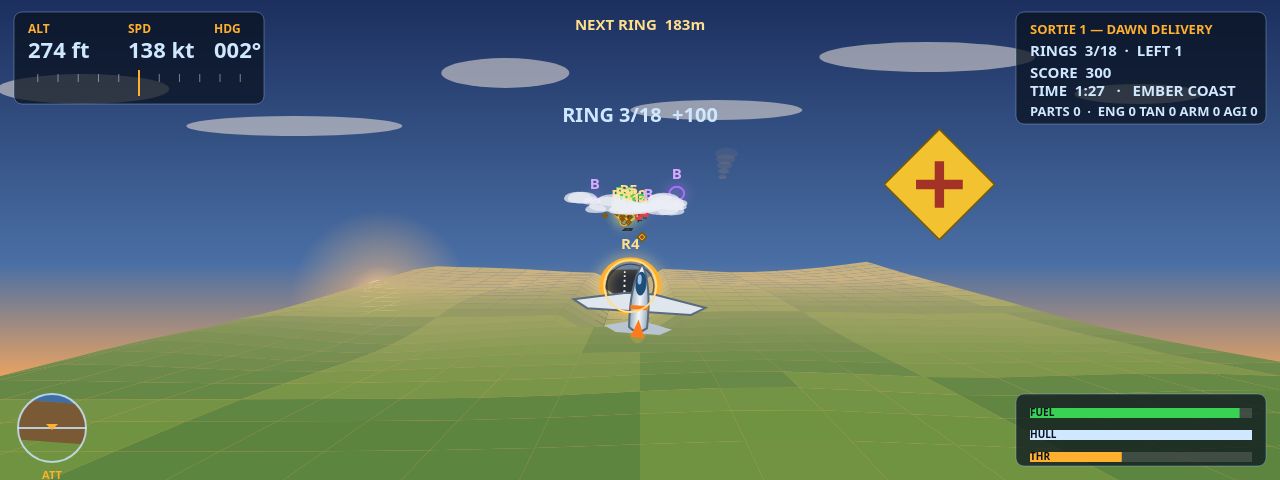 ALT SPD HDG
274 ft 138 kt 002°
NEXT RING 183m
SORTIE 1 — DAWN DELIVERY
RINGS 3/18 · LEFT 1
SCORE 300
TIME 1:27 · EMBER COAST
PARTS 0 · ENG 0 TAN 0 ARM 0 AGI 0
RING 3/18 +100
B
B
B
R4
ATT
FUEL
HULL
THR